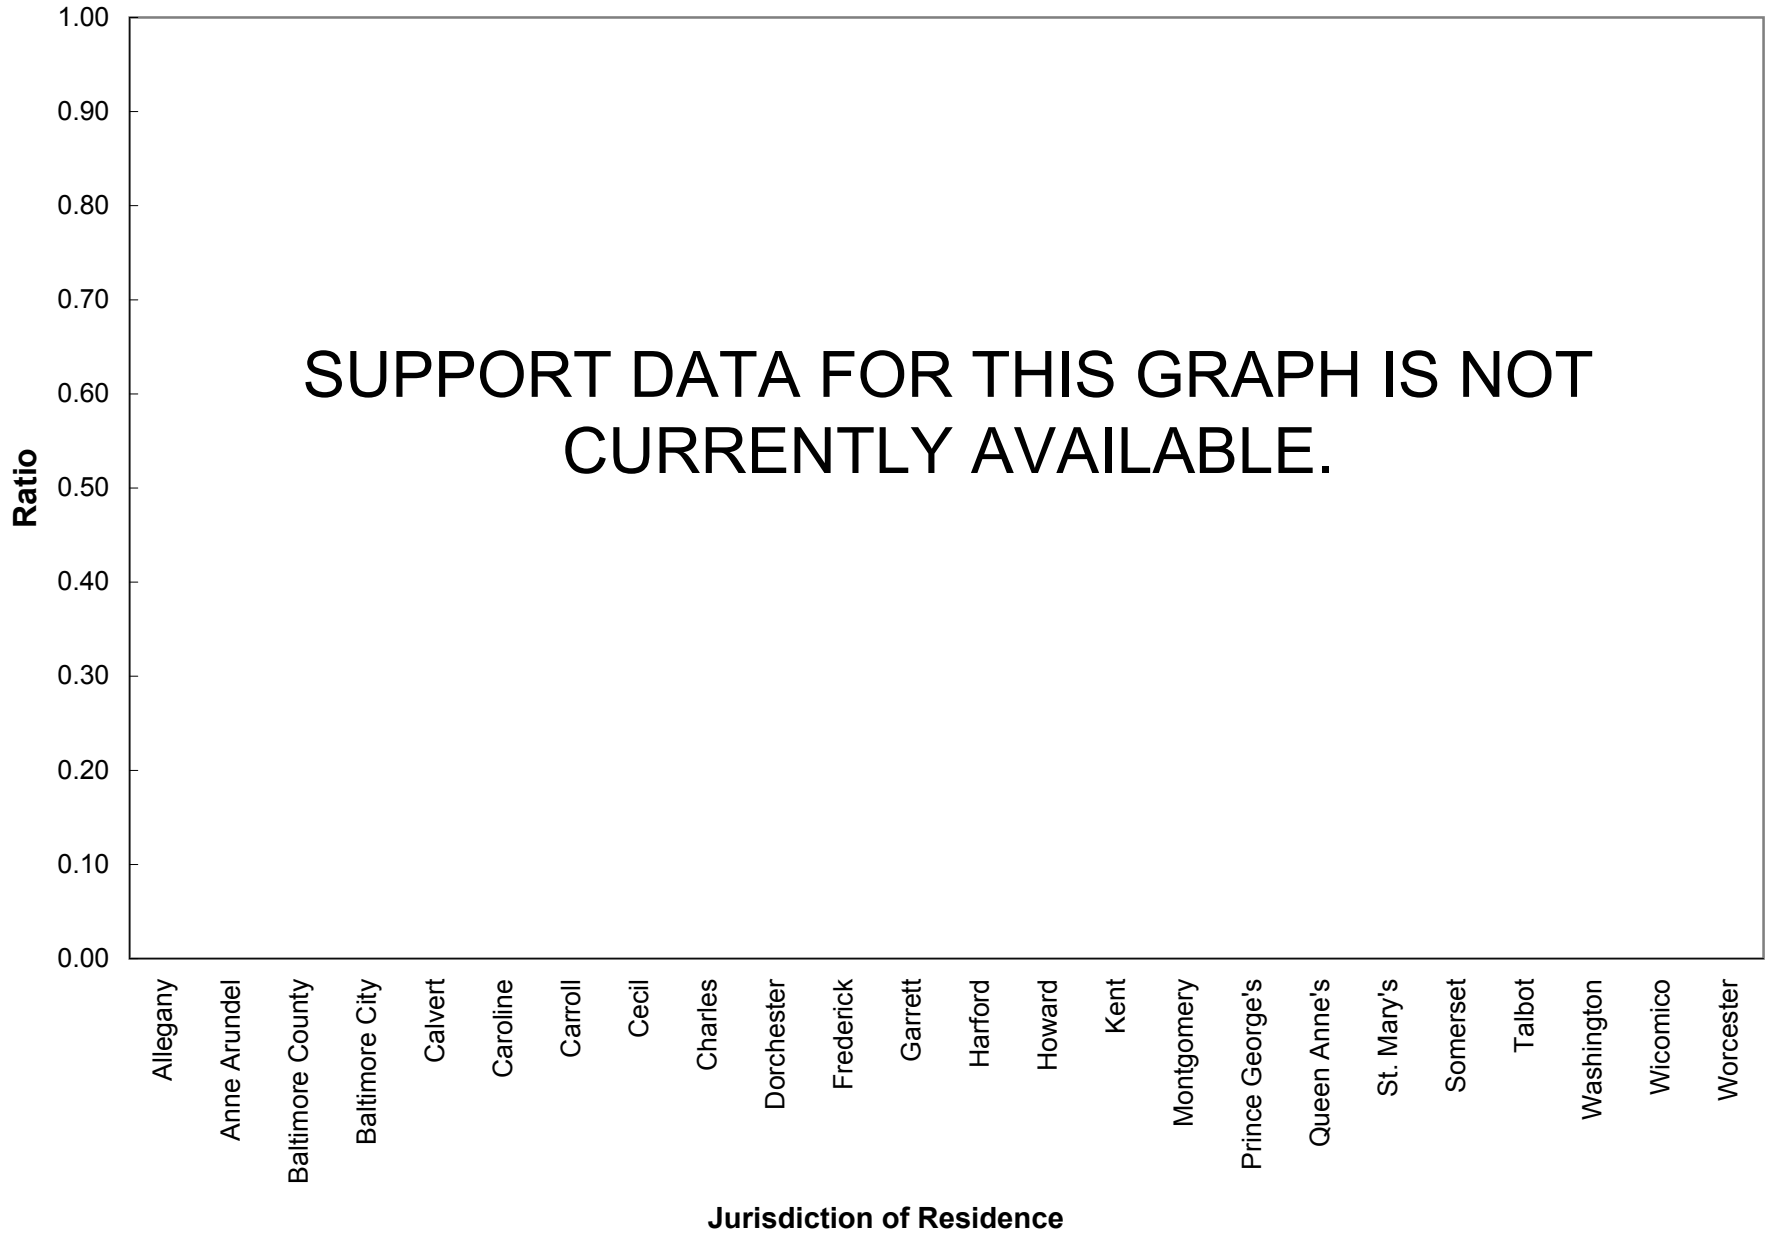 1.00
0.90
0.80
0.70
0.60
0.50
0.40
0.30
0.20
0.10
0.00
Ratio
SUPPORT DATA FOR THIS GRAPH IS NOT
CURRENTLY AVAILABLE.
Allegany
Anne Arundel
Baltimore County
Baltimore City
Calvert
Caroline
Carroll
Cecil
Charles
Dorchester
Frederick
Garrett
Harford
Howard
Kent
Montgomery
Prince George's
Queen Anne's
St. Mary's
Somerset
Talbot
Washington
Wicomico
Worcester
Jurisdiction of Residence